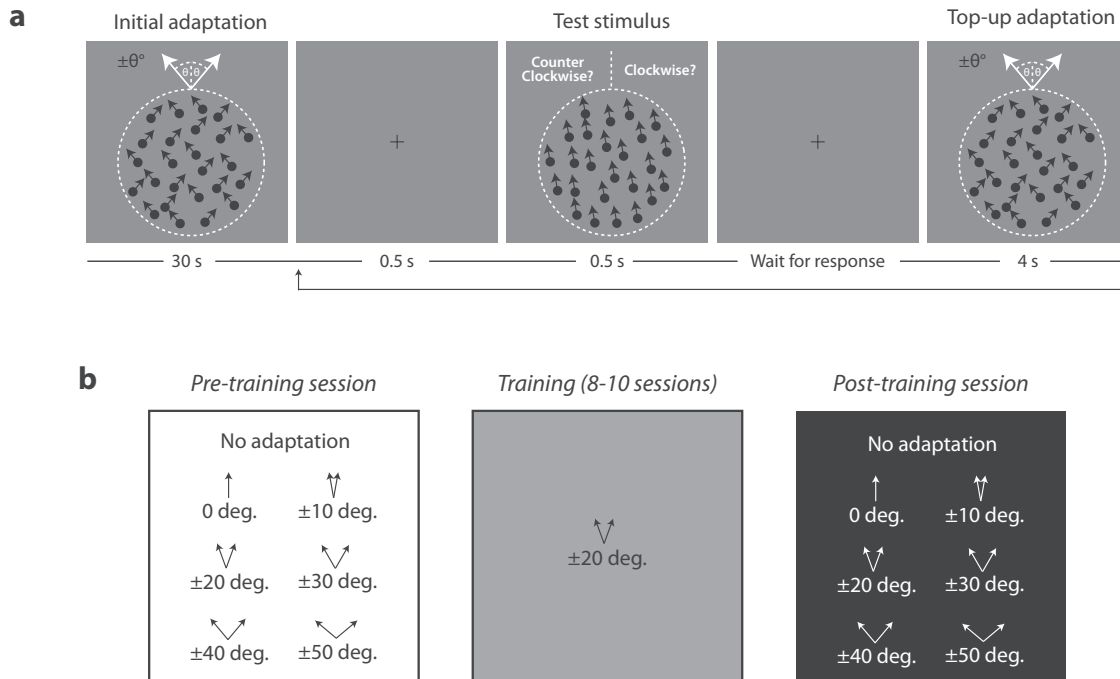 a
Initial adaptation
Test stimulus
Top-up adaptation
±θ°
θ θ
Counter
Clockwise?
Clockwise?
±θ°
θ θ
30 s
0.5 s
0.5 s
Wait for response
4 s
b
Pre-training session
Training (8-10 sessions)
Post-training session
No adaptation
0 deg.
±10 deg.
±20 deg.
±30 deg.
±40 deg.
±50 deg.
±20 deg.
No adaptation
0 deg.
±10 deg.
±20 deg.
±30 deg.
±40 deg.
±50 deg.